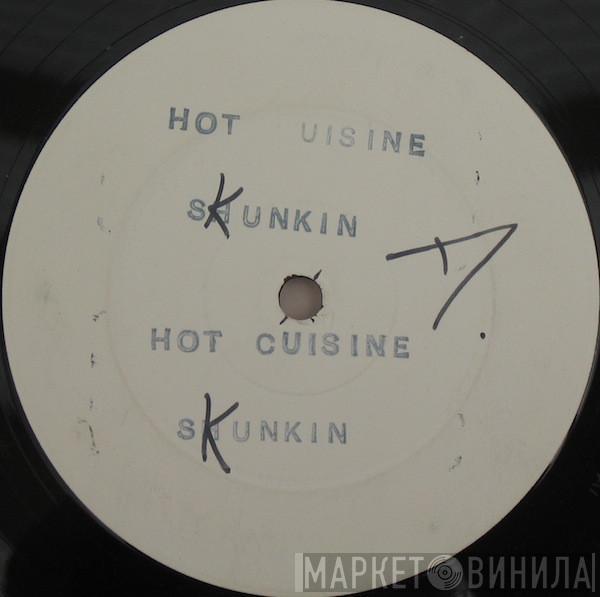 HOT UISINE
SKUNKIN
A.
HOT CUISINE
SKUNKIN
МАРКЕТ ВИНИЛА